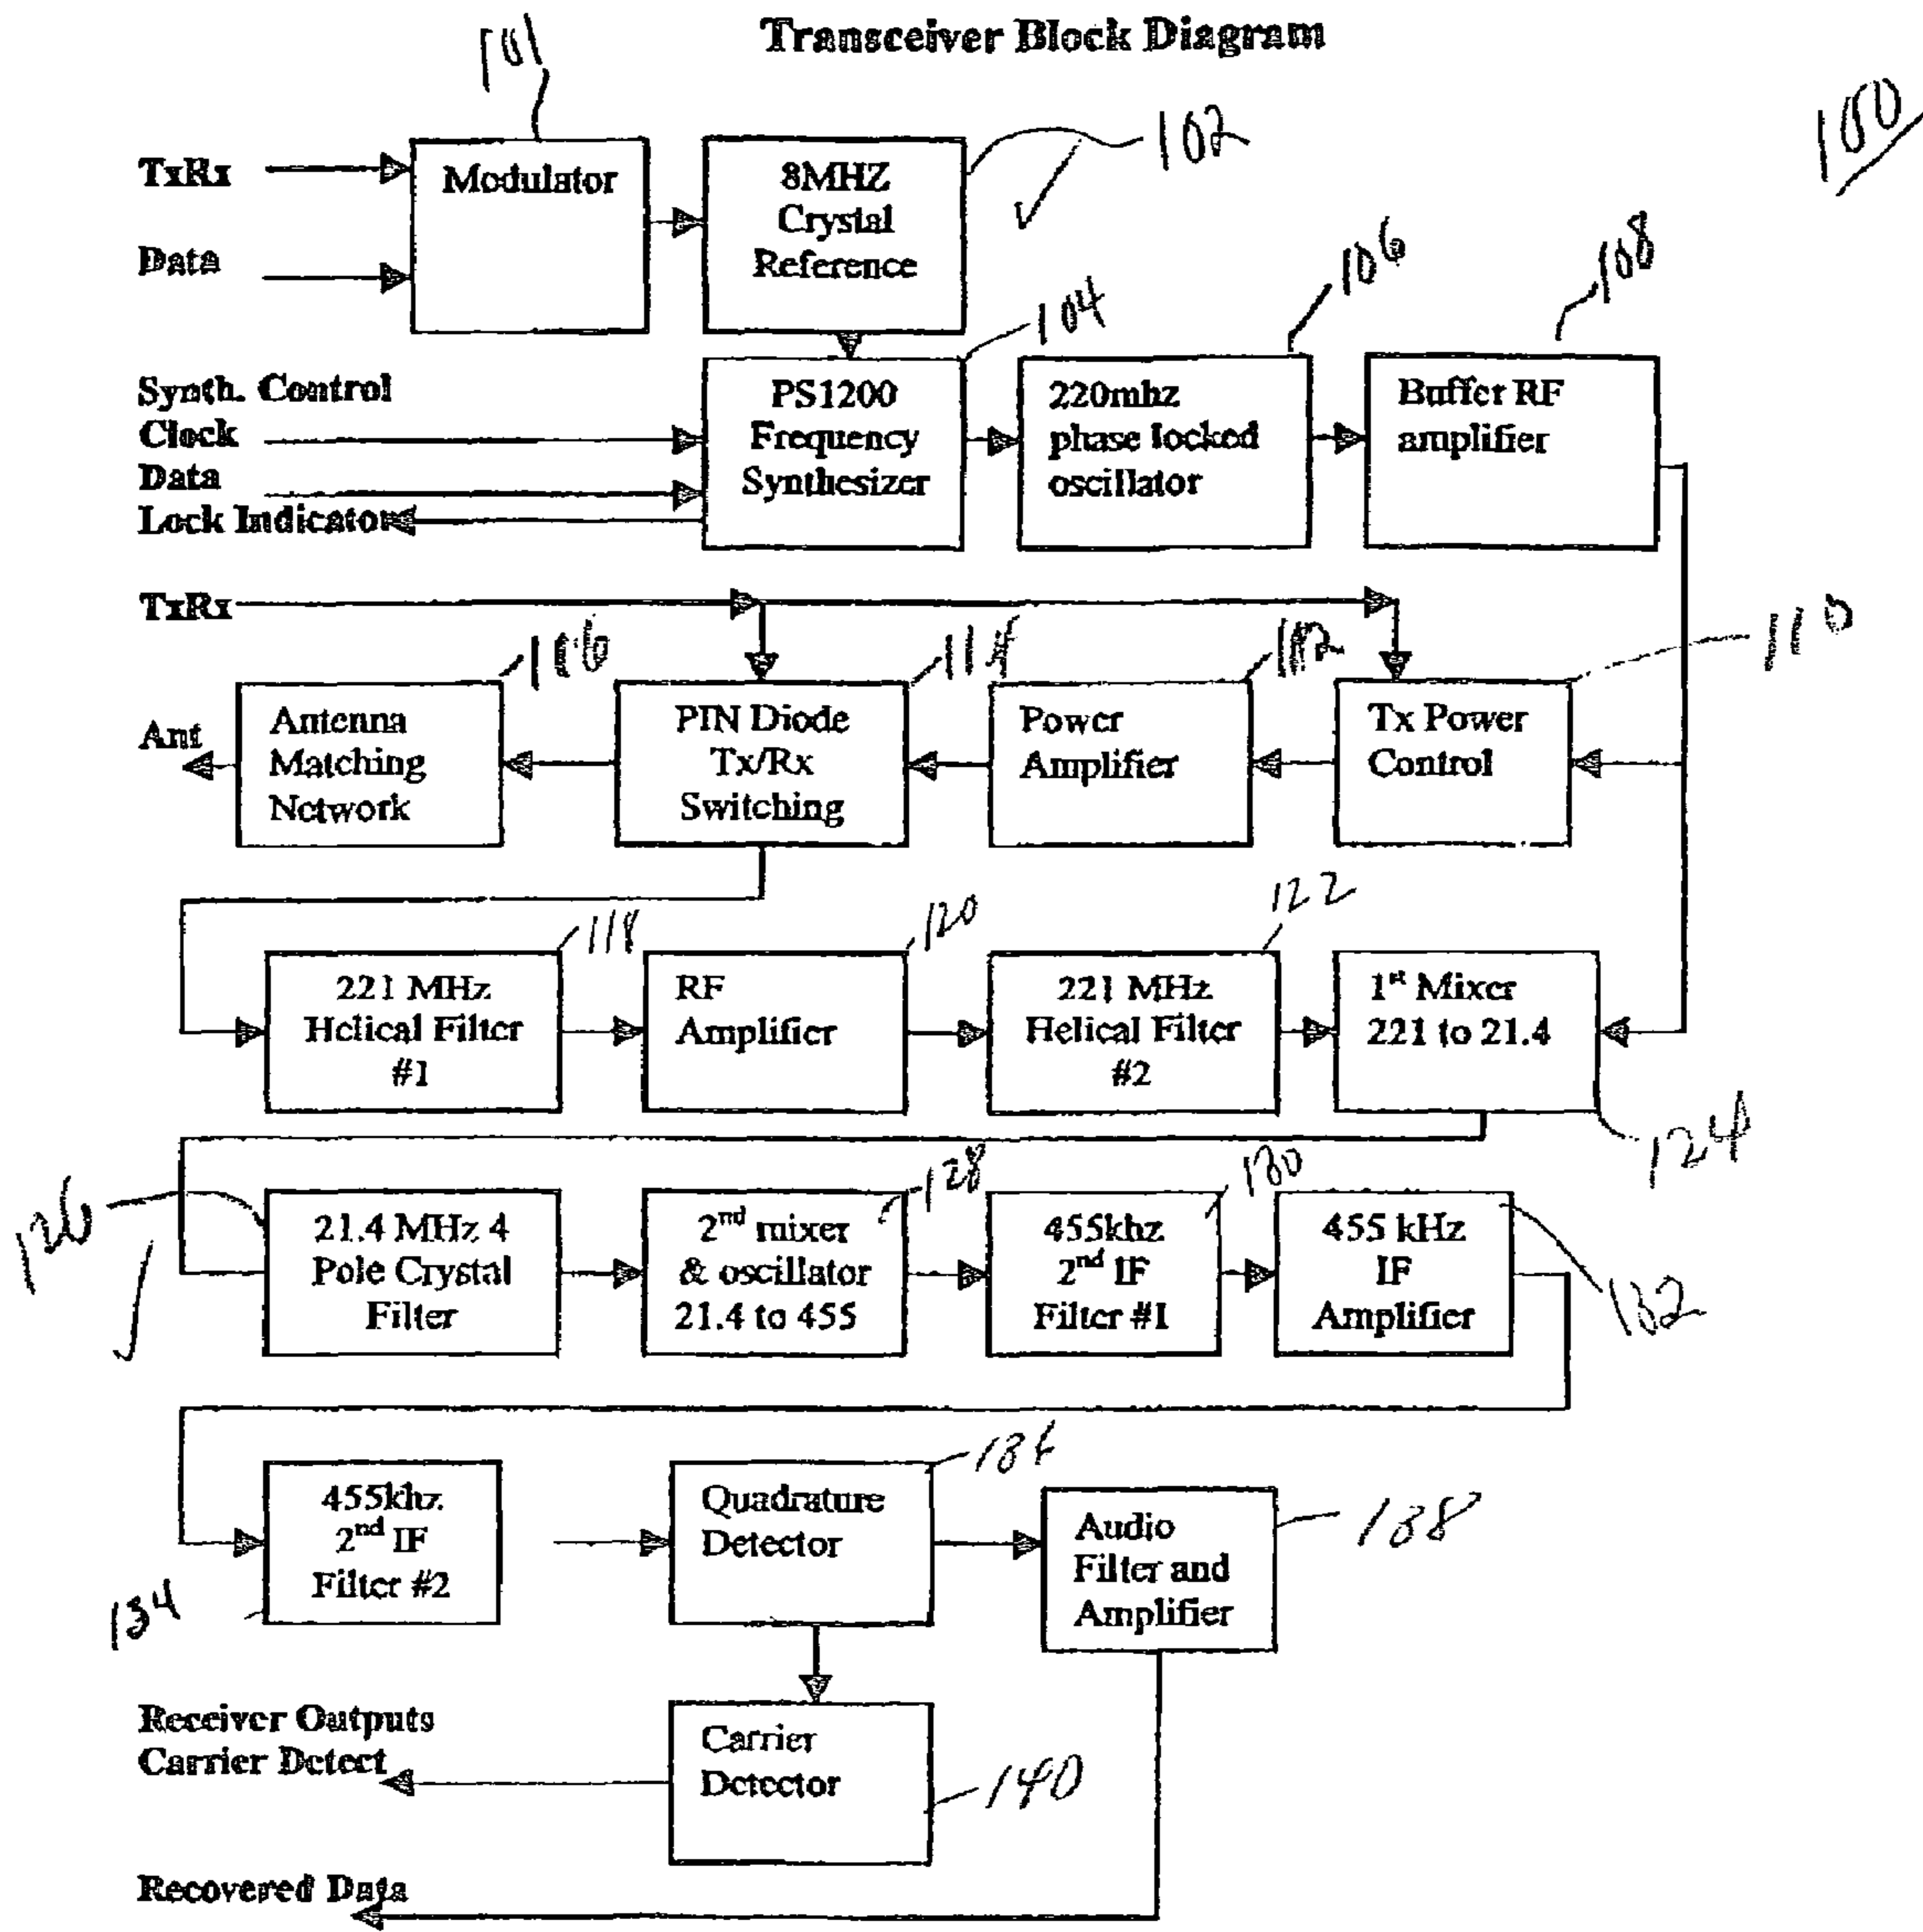 Transceiver Block Diagram
100
101
TxRx
Data
Modulator
8MHZ
Crystal
Reference
102
104
106
108
Synth. Control
Clock
Data
Lock Indicator
PS1200
Frequency
Synthesizer
220mhz
phase locked
oscillator
Buffer RF
amplifier
TxRx
116
114
112
110
Ant
Antenna
Matching
Network
PIN Diode
Tx/Rx
Switching
Power
Amplifier
Tx Power
Control
118
120
122
221 MHz
Helical Filter
#1
RF
Amplifier
221 MHz
Helical Filter
#2
1st Mixer
221 to 21.4
124
126
128
130
132
21.4 MHz 4
Pole Crystal
Filter
2nd mixer
& oscillator
21.4 to 455
455khz
2nd IF
Filter #1
455 kHz
IF
Amplifier
134
136
138
455khz
2nd IF
Filter #2
Quadrature
Detector
Audio
Filter and
Amplifier
Receiver Outputs
Carrier Detect
Carrier
Detector
140
Recovered Data